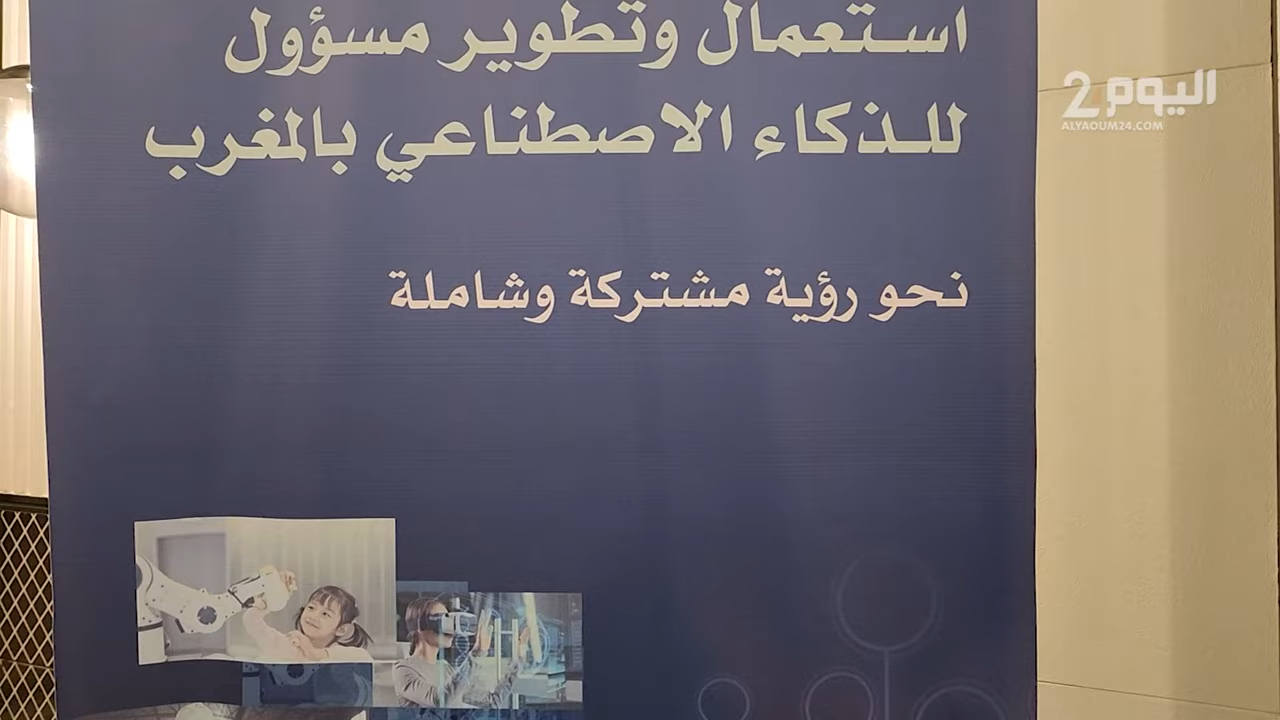 استعمال وتطوير مسؤول
للذكاء الاصطناعي بالمغرب
نحو رؤية مشتركة وشاملة
اليوم 24
ALYAOUM24.COM